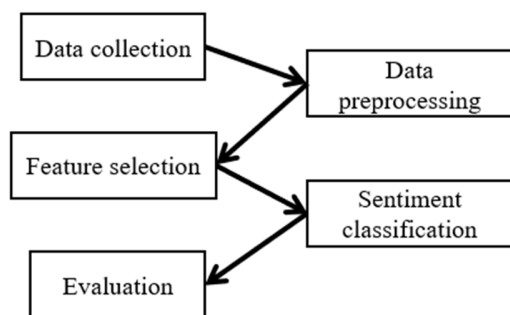 Data collection
Data
preprocessing
Feature selection
Sentiment
classification
Evaluation